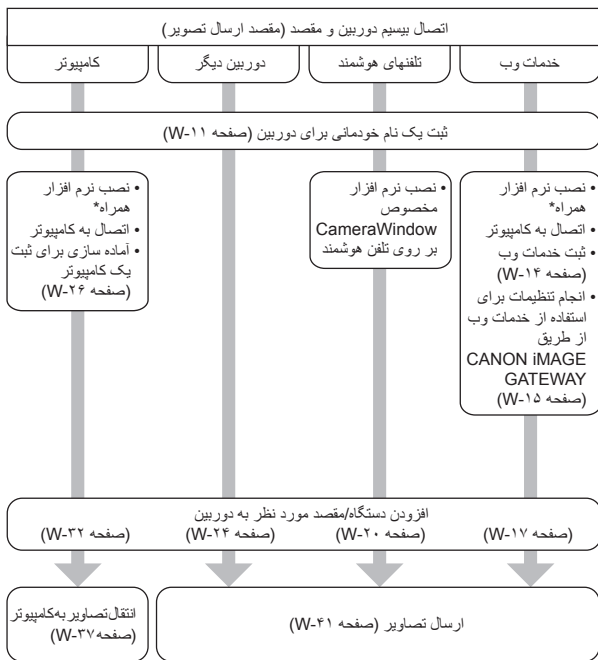 اتصال بیسیم دوربین و مقصد (مقصد ارسال تصویر)
خدمات وب
تلفنهای هوشمند
دوربین دیگر
کامپیوتر
ثبت یک نام خودمانی برای دوربین (صفحه W-۱۱)
• نصب نرم افزار
همراه*
• اتصال به کامپیوتر
• ثبت خدمات وب
(صفحه W-۱۴)
• انجام تنظیمات برای
استفاده از خدمات وب
از طریق
CANON iMAGE
GATEWAY
(صفحه W-۱۵)
• نصب نرم افزار
مخصوص
CameraWindow
بر روی تلفن هوشمند
• نصب نرم افزار
همراه*
• اتصال به کامپیوتر
• آماده سازی برای ثبت
یک کامپیوتر
(صفحه W-۲۶)
افزودن دستگاه/مقصد مورد نظر به دوربین
(صفحه W-۱۷) (صفحه W-۲۰) (صفحه W-۲۴) (صفحه W-۳۲)
ارسال تصاویر (صفحه W-۴۱)
انتقال تصاویر به کامپیوتر
(صفحه W-۳۷)